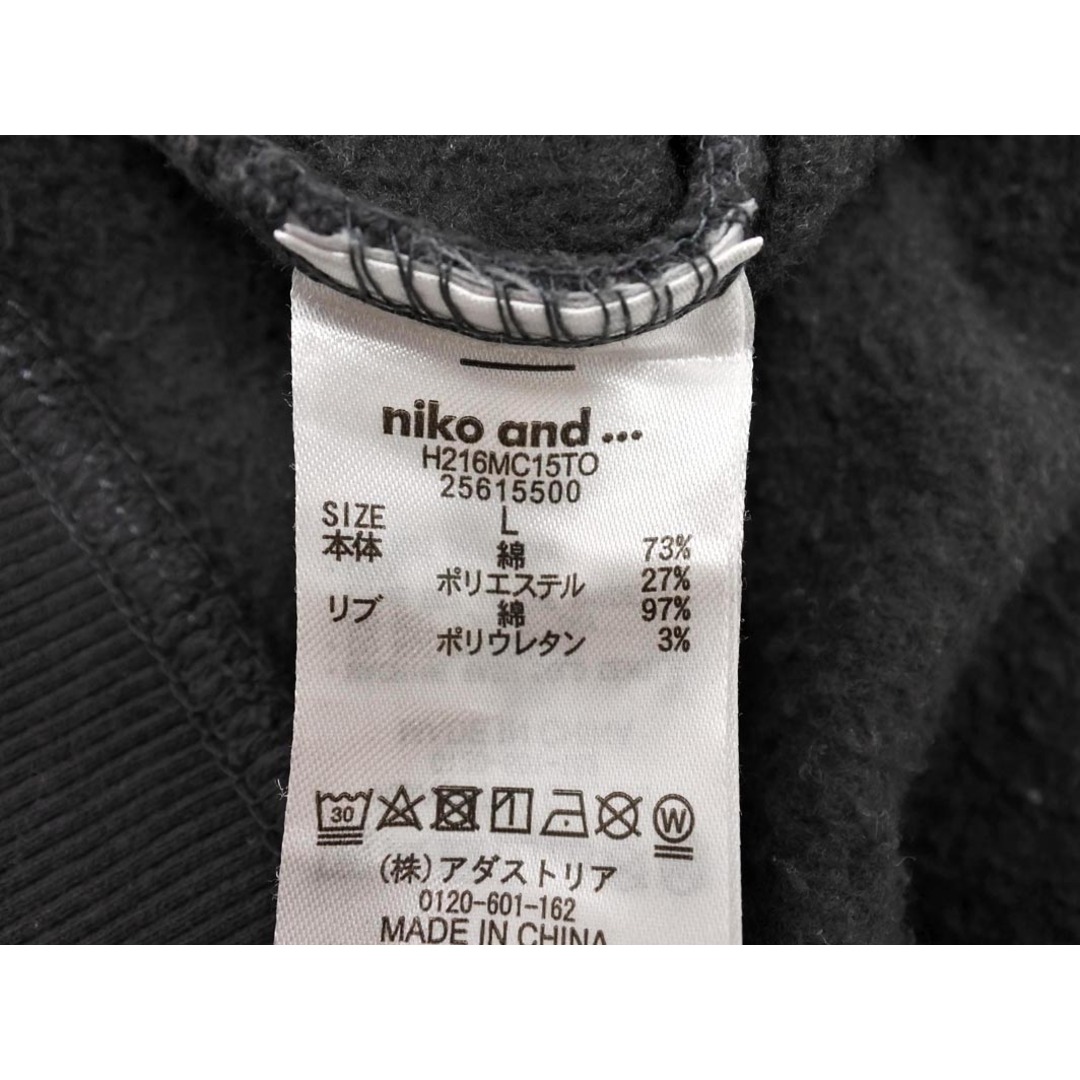 niko and ...
H216MC15TO
25615500
SIZE L
本体 綿 73%
ポリエステル 27%
リブ 綿 97%
ポリウレタン 3%
30 W
(株)アダストリア
0120-601-162
MADE IN CHINA